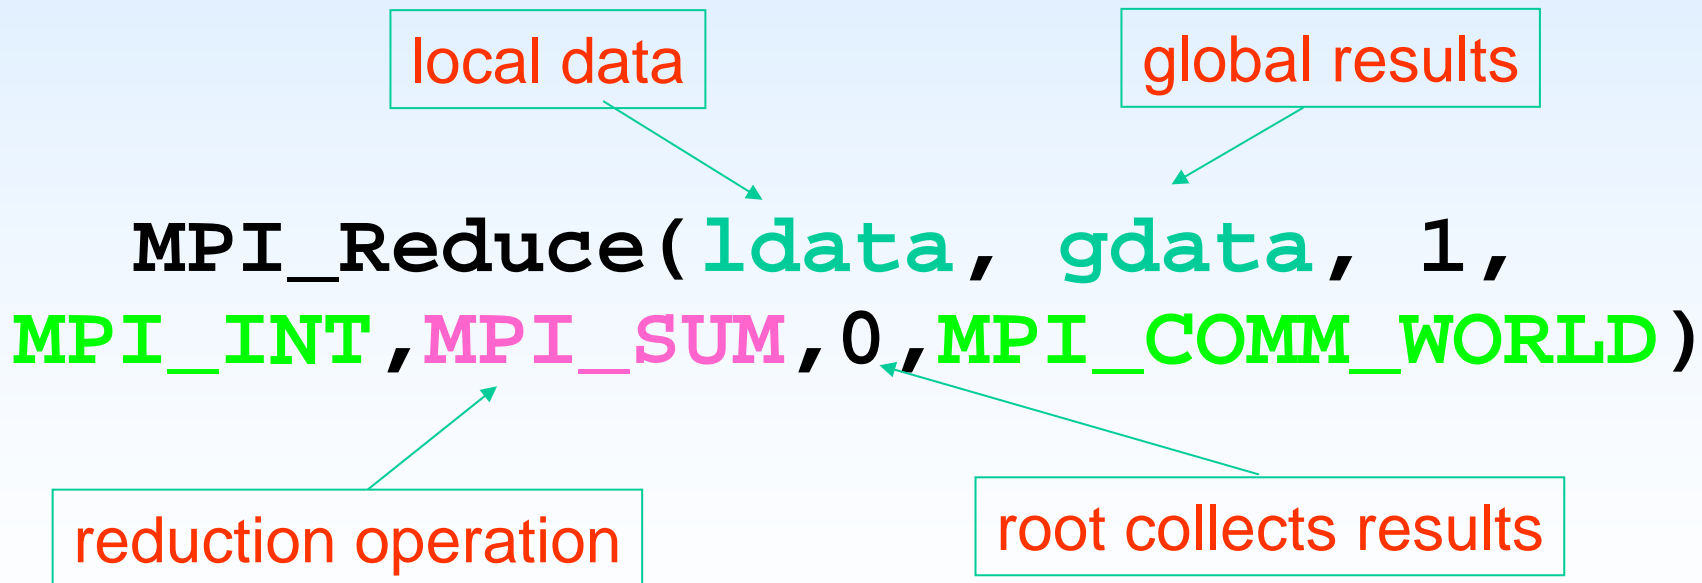 local data
global results
MPI_Reduce(ldata, gdata, 1,
MPI_INT,MPI_SUM,0,MPI_COMM_WORLD)
reduction operation
root collects results